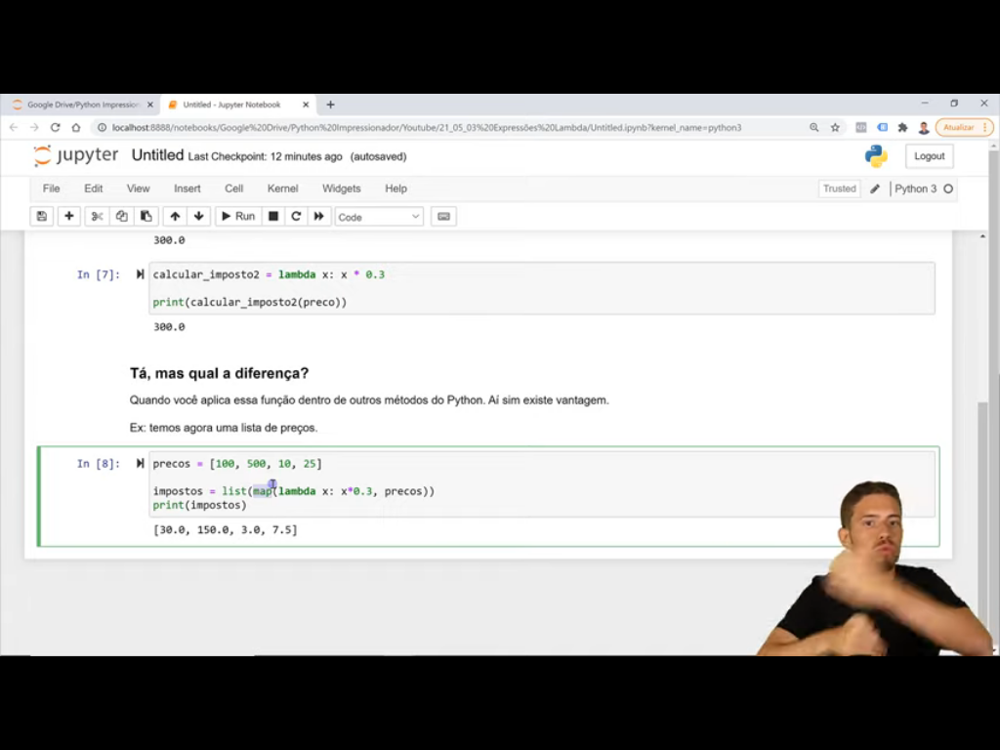 Google Drive/Python Impression
Untitled - Jupyter Notebook
localhost:8888/notebooks/Google%20Drive/Python%20Impressionador/Youtube/21_05_03%20Expressões%20Lambda/Untitled.ipynb?kernel_name=python3
Atualizar
jupyter Untitled Last Checkpoint: 12 minutes ago (autosaved)
Logout
File Edit View Insert Cell Kernel Widgets Help
Trusted
Python 3
Run
Code
300.0
In [7]: calcular_imposto2 = lambda x: x * 0.3
print(calcular_imposto2(preco))
300.0
Tá, mas qual a diferença?
Quando você aplica essa função dentro de outros métodos do Python. Aí sim existe vantagem.
Ex: temos agora uma lista de preços.
In [8]: precos = [100, 500, 10, 25]
impostos = list(map(lambda x: x*0.3, precos))
print(impostos)
[30.0, 150.0, 3.0, 7.5]